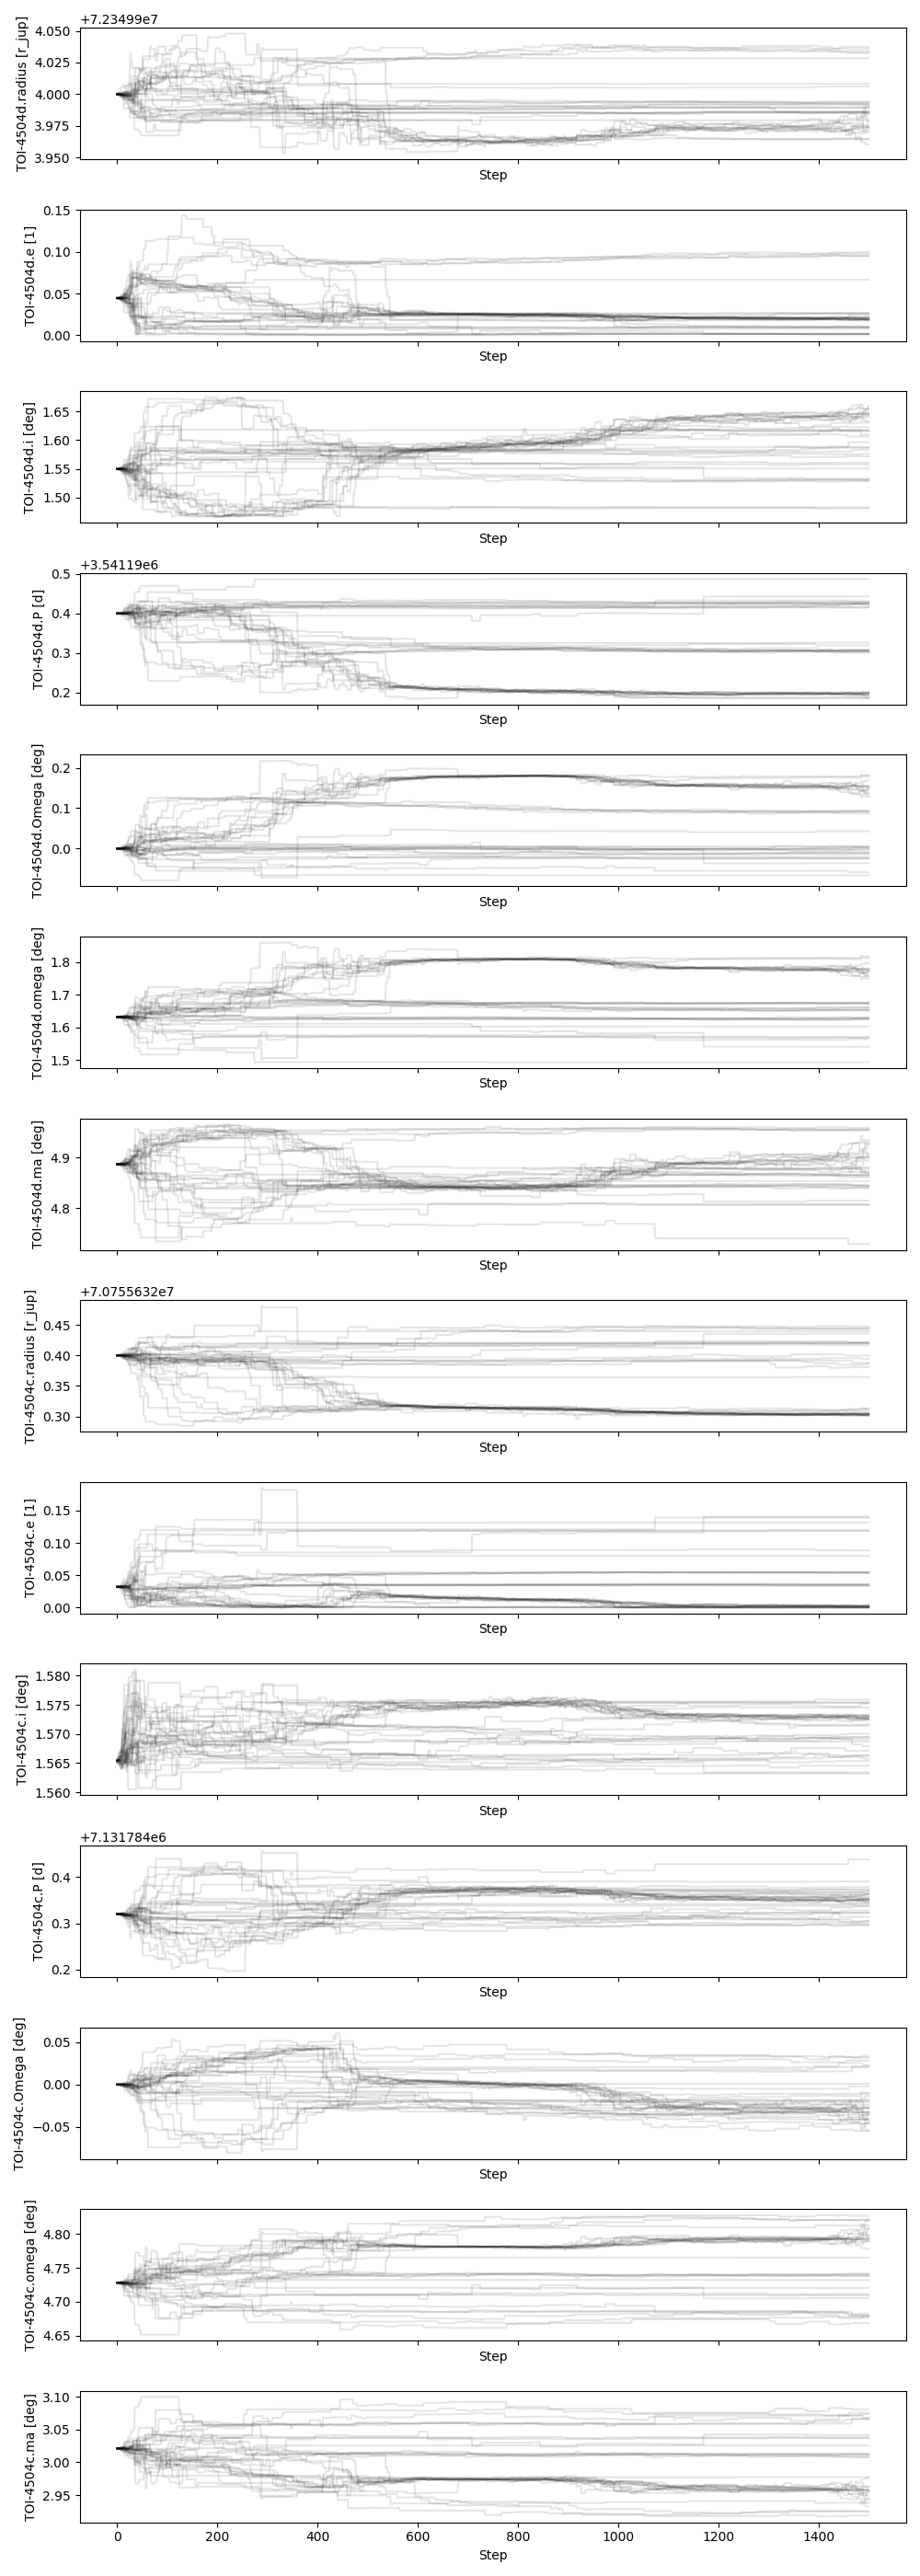 +7.23499e7
TOI-4504d.radius [r_jup]
4.050
4.025
4.000
3.975
3.950
Step
TOI-4504d.e [1]
0.15
0.10
0.05
0.00
Step
TOI-4504d.i [deg]
1.65
1.60
1.55
1.50
Step
+3.54119e6
TOI-4504d.P [d]
0.5
0.4
0.3
0.2
Step
TOI-4504d.Omega [deg]
0.2
0.1
0.0
Step
TOI-4504d.omega [deg]
1.8
1.7
1.6
1.5
Step
TOI-4504d.ma [deg]
4.9
4.8
Step
+7.0755632e7
TOI-4504c.radius [r_jup]
0.45
0.40
0.35
0.30
Step
TOI-4504c.e [1]
0.15
0.10
0.05
0.00
Step
TOI-4504c.i [deg]
1.580
1.575
1.570
1.565
1.560
Step
+7.131784e6
TOI-4504c.P [d]
0.4
0.3
0.2
Step
TOI-4504c.Omega [deg]
0.05
0.00
−0.05
Step
TOI-4504c.omega [deg]
4.80
4.75
4.70
4.65
Step
TOI-4504c.ma [deg]
3.10
3.05
3.00
2.95
0 200 400 600 800 1000 1200 1400
Step